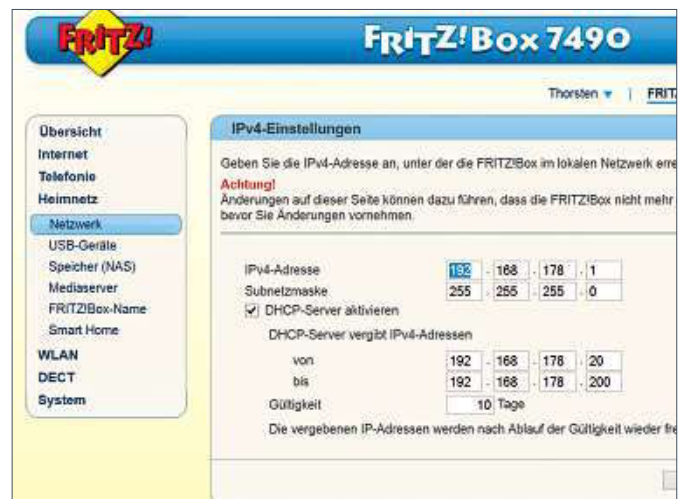 FRITZ!
FRITZ!Box 7490
Thorsten | FRITZ
Übersicht
Internet
Telefonie
Heimnetz
Netzwerk
USB-Geräte
Speicher (NAS)
Mediaserver
FRITZ!Box-Name
Smart Home
WLAN
DECT
System
IPv4-Einstellungen
Geben Sie die IPv4-Adresse an, unter der die FRITZ!Box im lokalen Netzwerk erre
Achtung!
Änderungen auf dieser Seite können dazu führen, dass die FRITZ!Box nicht mehr
bevor Sie Änderungen vornehmen.
IPv4-Adresse 192 . 168 . 178 . 1
Subnetzmaske 255 . 255 . 255 . 0
DHCP-Server aktivieren
DHCP-Server vergibt IPv4-Adressen
von 192 . 168 . 178 . 20
bis 192 . 168 . 178 . 200
Gültigkeit 10 Tage
Die vergebenen IP-Adressen werden nach Ablauf der Gültigkeit wieder fre